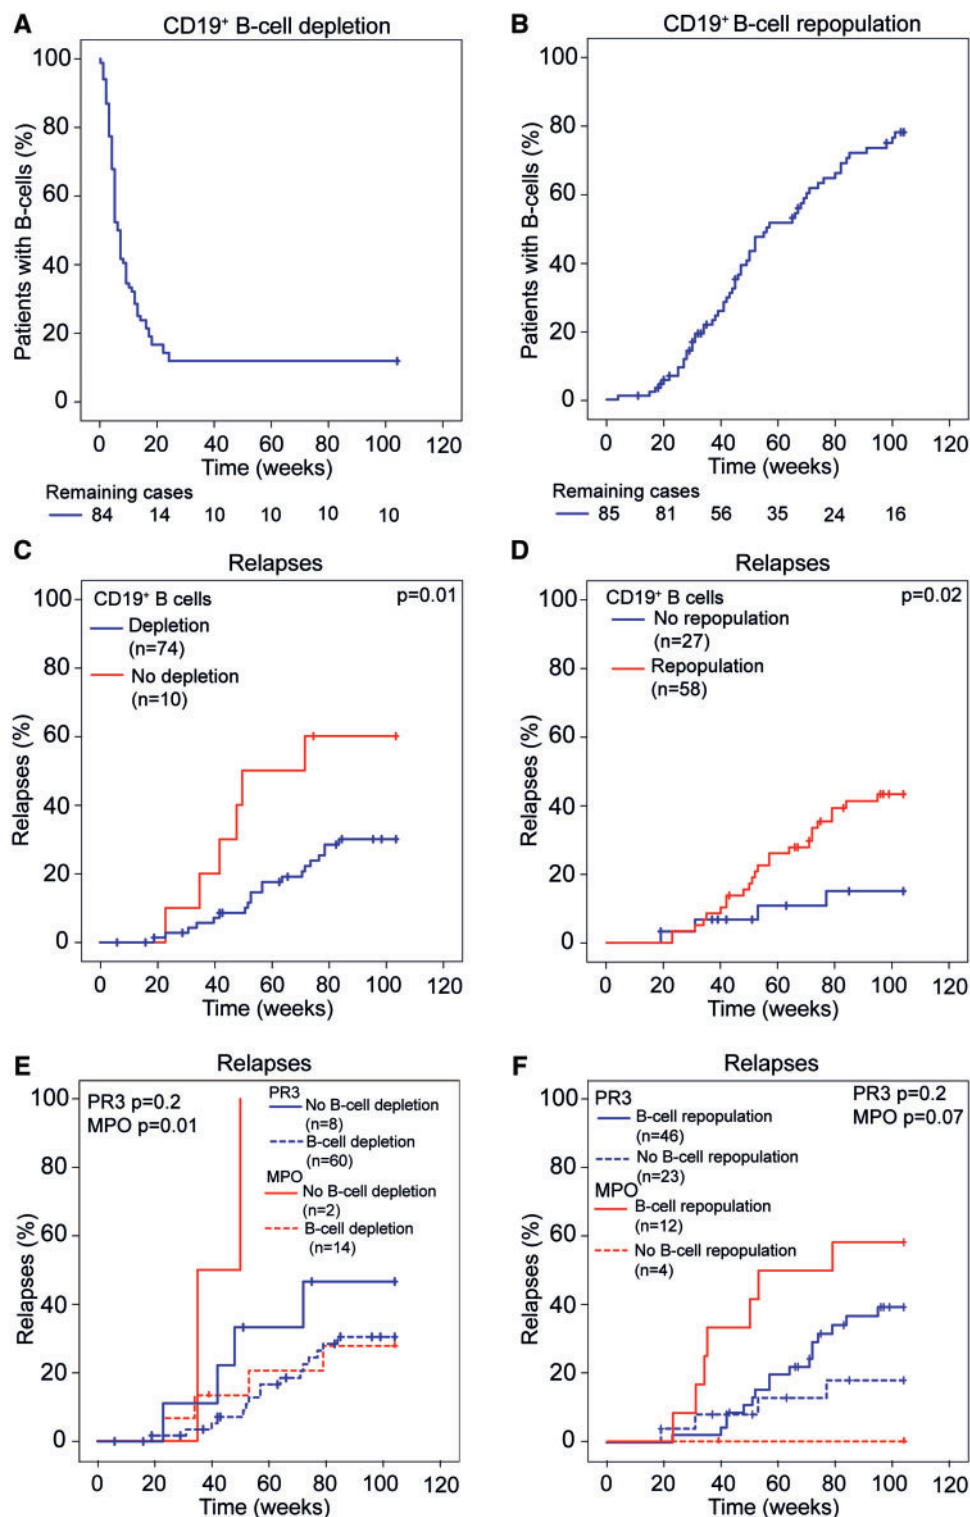 A
CD19⁺ B-cell depletion
Patients with B-cells (%)
100
80
60
40
20
0
0 20 40 60 80 100 120
Time (weeks)
Remaining cases
84 14 10 10 10 10
B
CD19⁺ B-cell repopulation
Patients with B-cells (%)
100
80
60
40
20
0
0 20 40 60 80 100 120
Time (weeks)
Remaining cases
85 81 56 35 24 16
C
Relapses
CD19⁺ B cells
p=0.01
Depletion
(n=74)
No depletion
(n=10)
Relapses (%)
100
80
60
40
20
0
0 20 40 60 80 100 120
Time (weeks)
D
Relapses
CD19⁺ B cells
p=0.02
No repopulation
(n=27)
Repopulation
(n=58)
Relapses (%)
100
80
60
40
20
0
0 20 40 60 80 100 120
Time (weeks)
E
Relapses
PR3 p=0.2
MPO p=0.01
PR3
No B-cell depletion
(n=8)
B-cell depletion
(n=60)
MPO
No B-cell depletion
(n=2)
B-cell depletion
(n=14)
Relapses (%)
100
80
60
40
20
0
0 20 40 60 80 100 120
Time (weeks)
F
Relapses
PR3 p=0.2
MPO p=0.07
PR3
B-cell repopulation
(n=46)
No B-cell repopulation
(n=23)
MPO
B-cell repopulation
(n=12)
No B-cell repopulation
(n=4)
Relapses (%)
100
80
60
40
20
0
0 20 40 60 80 100 120
Time (weeks)